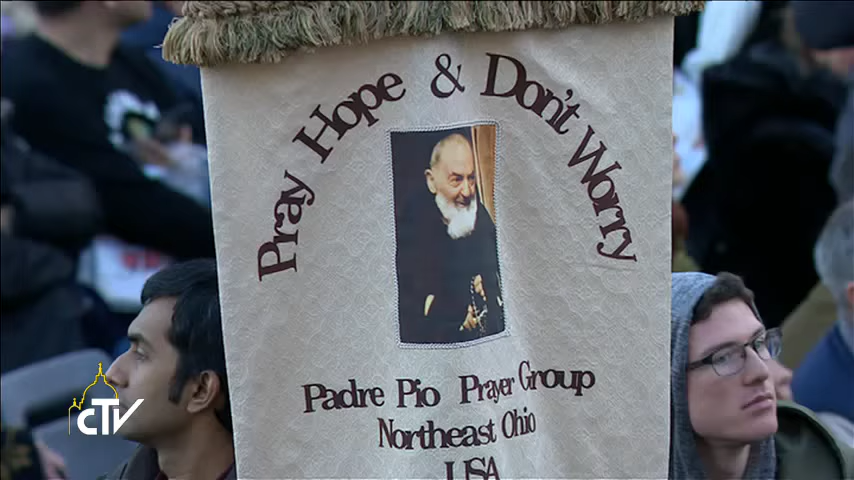 Pray Hope & Don't Worry
Padre Pio Prayer Group
Northeast Ohio
USA
CTV